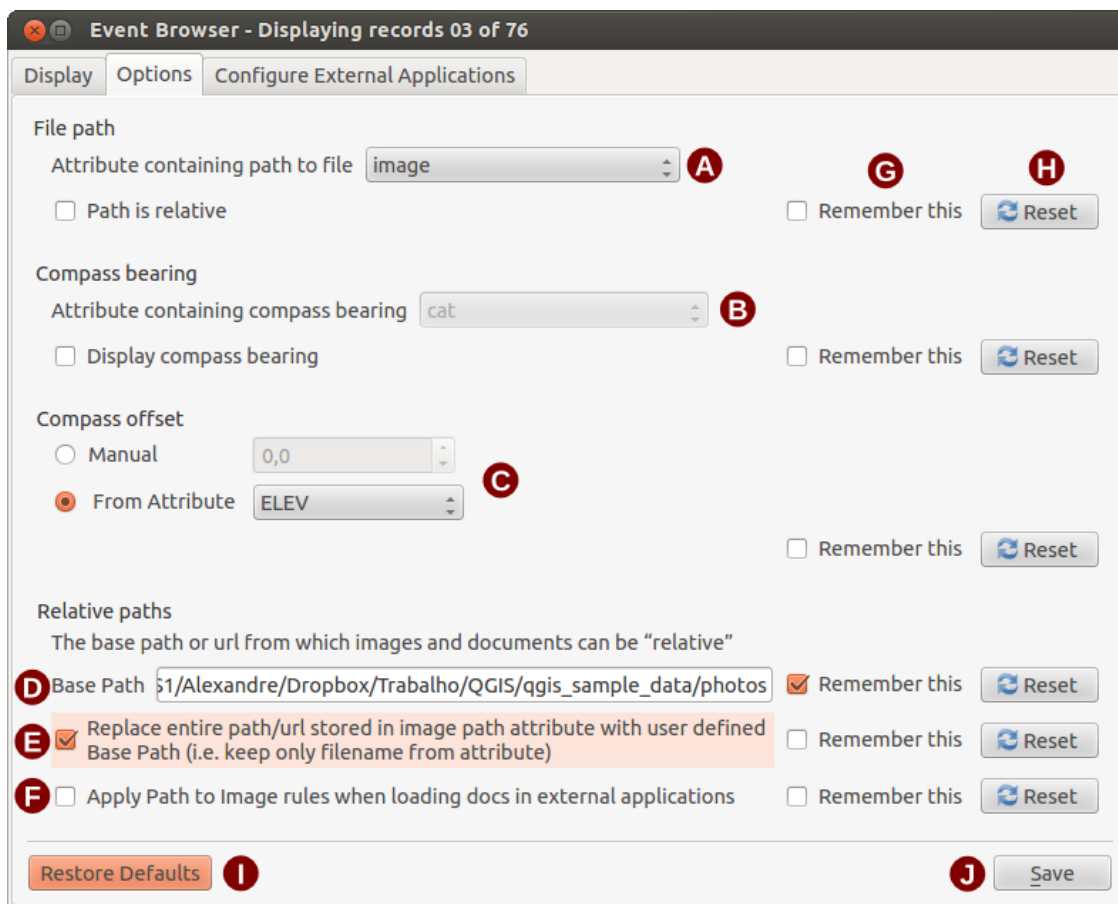 Event Browser - Displaying records 03 of 76
Display Options Configure External Applications
File path
Attribute containing path to file image A G H
Path is relative Remember this Reset
Compass bearing
Attribute containing compass bearing cat B
Display compass bearing Remember this Reset
Compass offset
Manual 0,0
C
From Attribute ELEV
Remember this Reset
Relative paths
The base path or url from which images and documents can be “relative”
D Base Path S1/Alexandre/Dropbox/Trabalho/QGIS/qgis_sample_data/photos Remember this Reset
E Replace entire path/url stored in image path attribute with user defined
Base Path (i.e. keep only filename from attribute) Remember this Reset
F Apply Path to Image rules when loading docs in external applications Remember this Reset
Restore Defaults I J Save